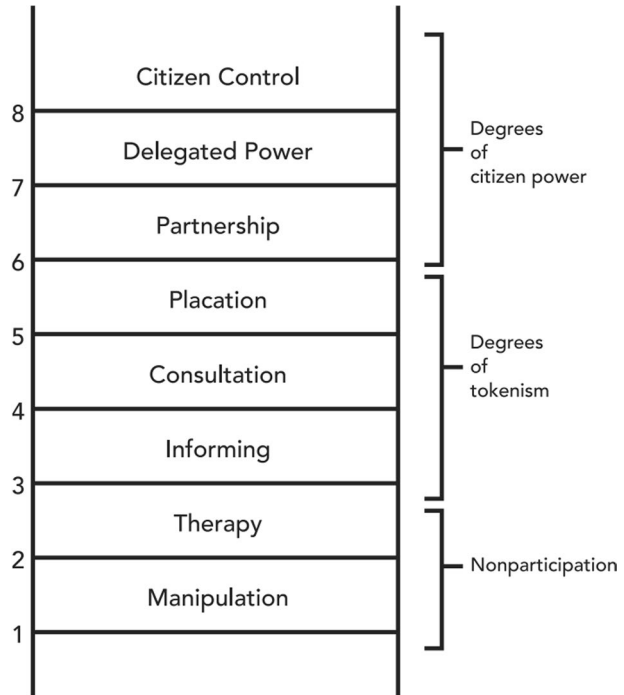 Citizen Control
8
Delegated Power
7
Partnership
6
Placation
5
Consultation
4
Informing
3
Therapy
2
Manipulation
1
Degrees
of
citizen power
Degrees
of
tokenism
Nonparticipation